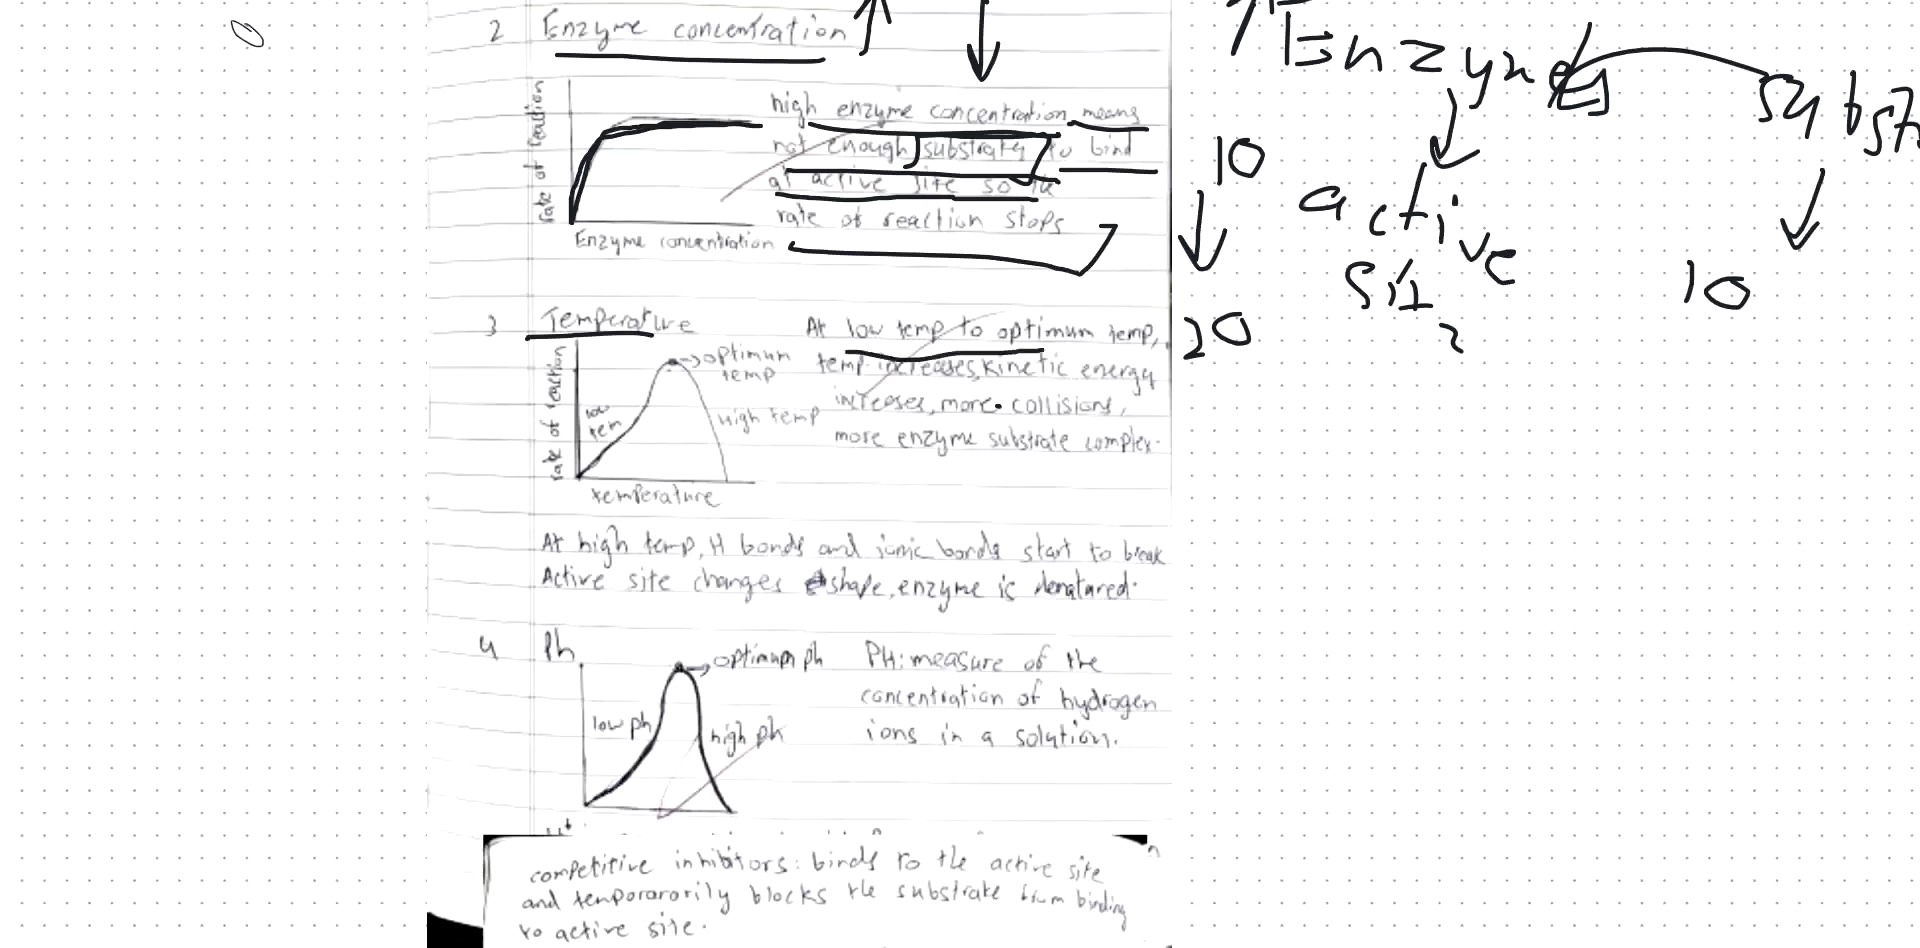 2 Enzyme concentration
rate of reaction
high enzyme concentration means
not enough substrate to bind
at active site so the
rate of reaction stops
Enzyme concentration
3 Temperature
At low temp to optimum temp,
temp increases, kinetic energy
increases, more collisions,
more enzyme substrate complex.
rate of reaction
optimum
temp
low
tem
high temp
temperature
At high temp, H bonds and ionic bonds start to break
Active site changes shape, enzyme is denatured.
4 Ph
optimum ph
low ph
high ph
PH: measure of the
concentration of hydrogen
ions in a solution.
competitive inhibitors: binds to the active site
and temporarorily blocks the substrate from binding
to active site.
Enzyme
subst
10
active
site
10
20
2